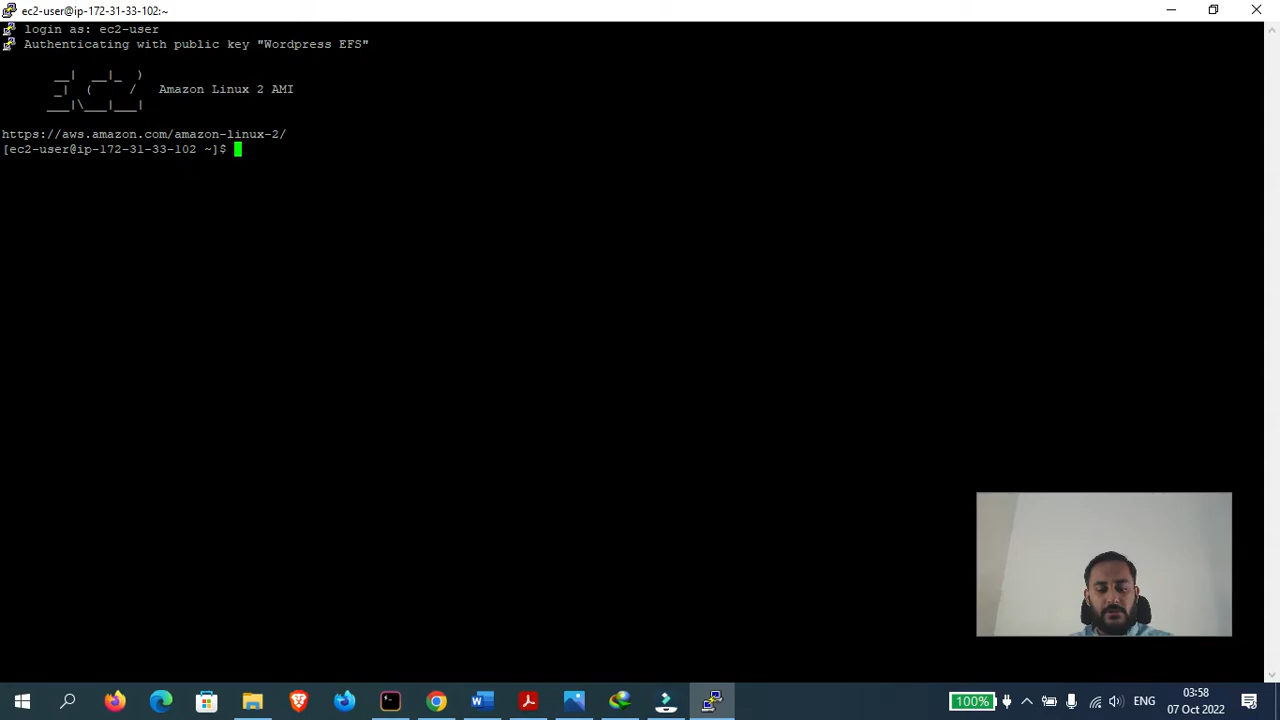 ec2-user@ip-172-31-33-102:~
login as: ec2-user
Authenticating with public key "Wordpress EFS"
       __|  __|_  )
       _|  (     /   Amazon Linux 2 AMI
      ___|\___|___|
https://aws.amazon.com/amazon-linux-2/
[ec2-user@ip-172-31-33-102 ~]$
100%
ENG
03:58
07 Oct 2022